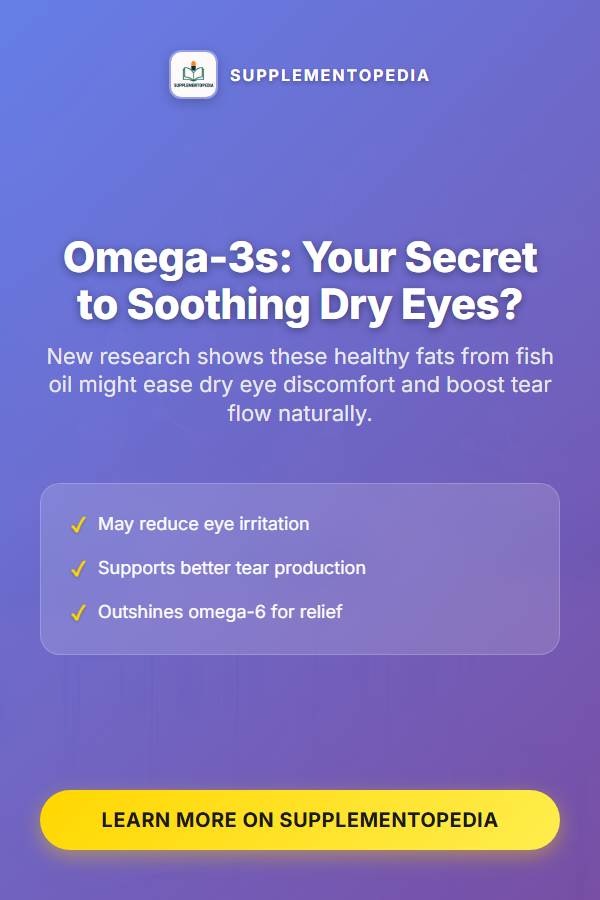 SUPPLEMENTOPEDIA
SUPPLEMENTOPEDIA
Omega-3s: Your Secret
to Soothing Dry Eyes?
New research shows these healthy fats from fish
oil might ease dry eye discomfort and boost tear
flow naturally.
✓ May reduce eye irritation
✓ Supports better tear production
✓ Outshines omega-6 for relief
LEARN MORE ON SUPPLEMENTOPEDIA